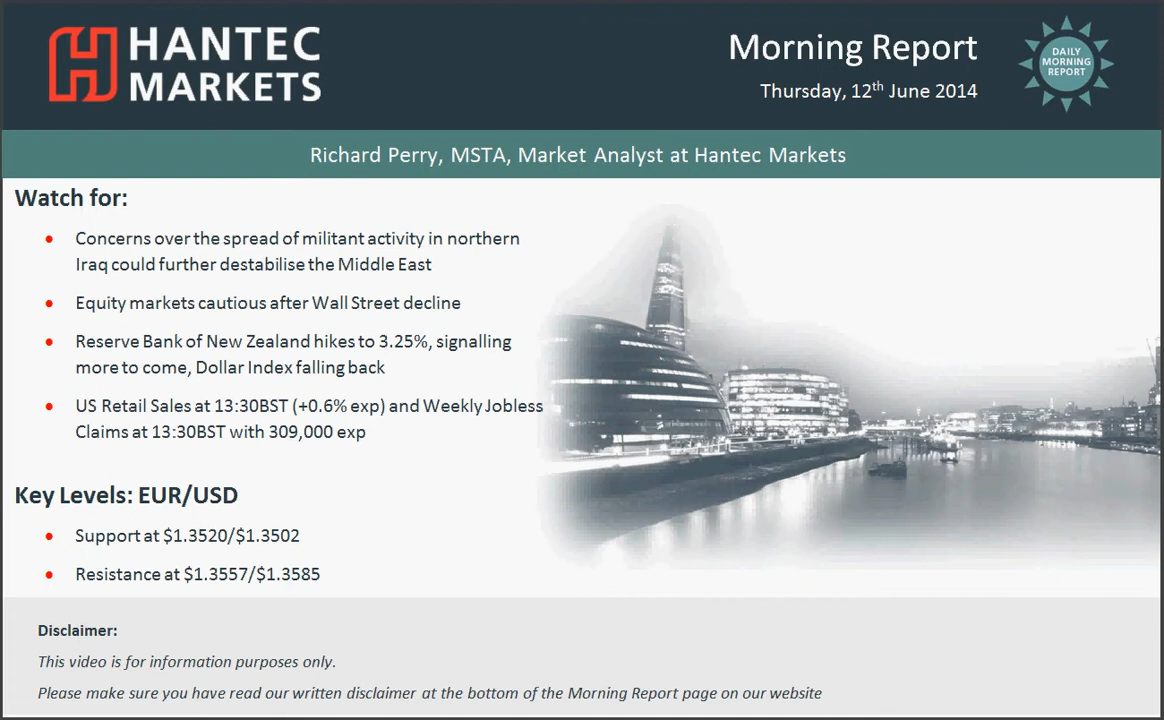 HANTEC
MARKETS
Morning Report
Thursday, 12th June 2014
DAILY
MORNING
REPORT
Richard Perry, MSTA, Market Analyst at Hantec Markets
Watch for:
• Concerns over the spread of militant activity in northern
Iraq could further destabilise the Middle East
• Equity markets cautious after Wall Street decline
• Reserve Bank of New Zealand hikes to 3.25%, signalling
more to come, Dollar Index falling back
• US Retail Sales at 13:30BST (+0.6% exp) and Weekly Jobless
Claims at 13:30BST with 309,000 exp
Key Levels: EUR/USD
• Support at $1.3520/$1.3502
• Resistance at $1.3557/$1.3585
Disclaimer:
This video is for information purposes only.
Please make sure you have read our written disclaimer at the bottom of the Morning Report page on our website